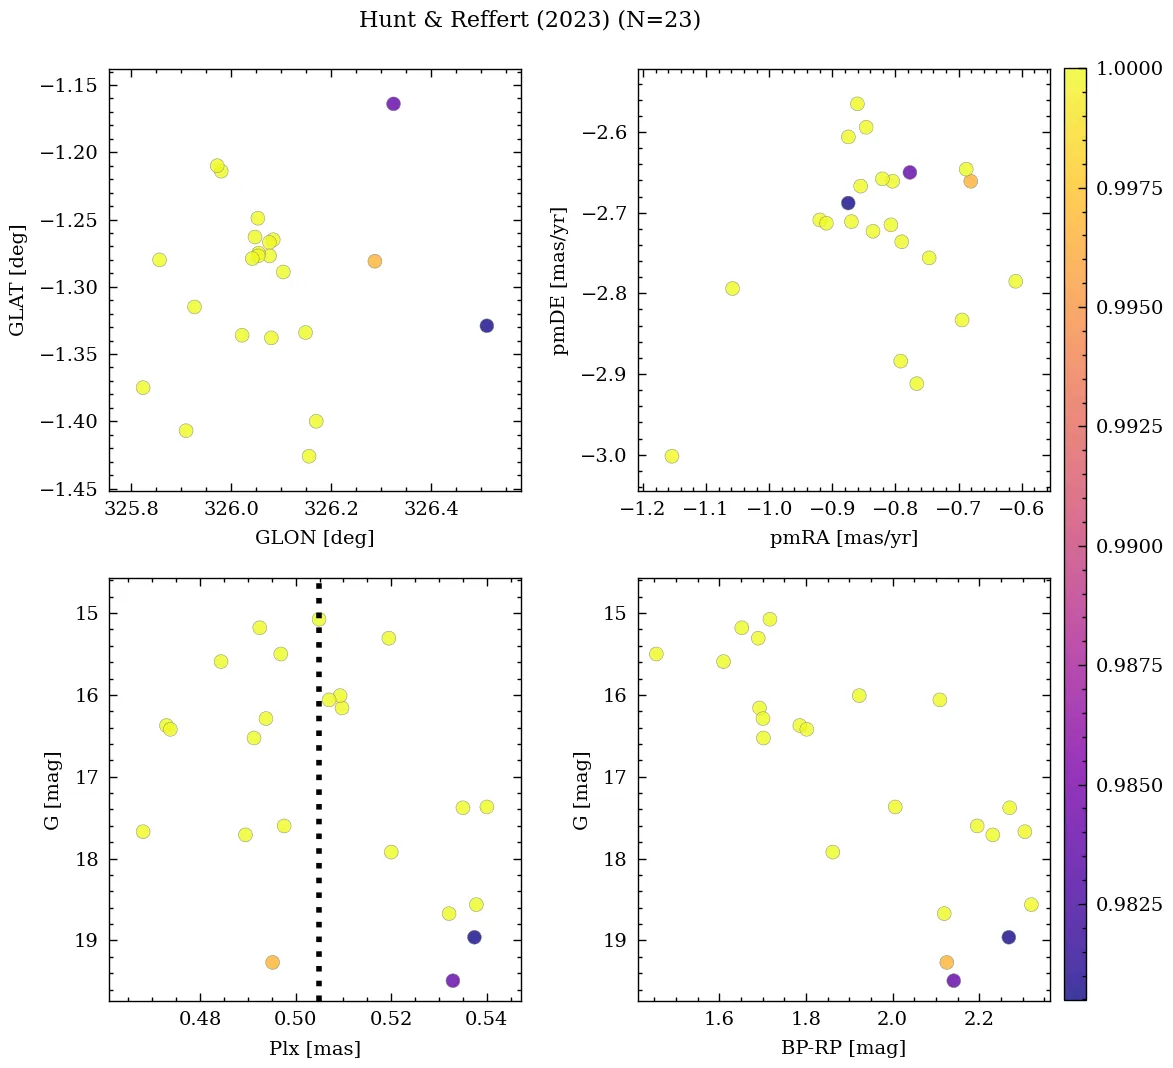 Hunt & Reffert (2023) (N=23)
−1.15
−1.20
−1.25
−1.30
−1.35
−1.40
−1.45
GLAT [deg]
325.8 326.0 326.2 326.4
GLON [deg]
−2.6
−2.7
−2.8
−2.9
−3.0
pmDE [mas/yr]
−1.2 −1.1 −1.0 −0.9 −0.8 −0.7 −0.6
pmRA [mas/yr]
15
16
17
18
19
G [mag]
0.48 0.50 0.52 0.54
Plx [mas]
15
16
17
18
19
G [mag]
1.6 1.8 2.0 2.2
BP-RP [mag]
1.0000
0.9975
0.9950
0.9925
0.9900
0.9875
0.9850
0.9825